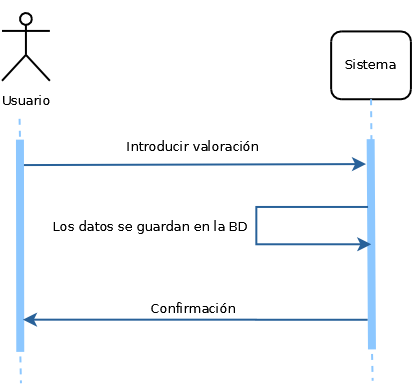 Usuario
Sistema
Introducir valoración
Los datos se guardan en la BD
Confirmación